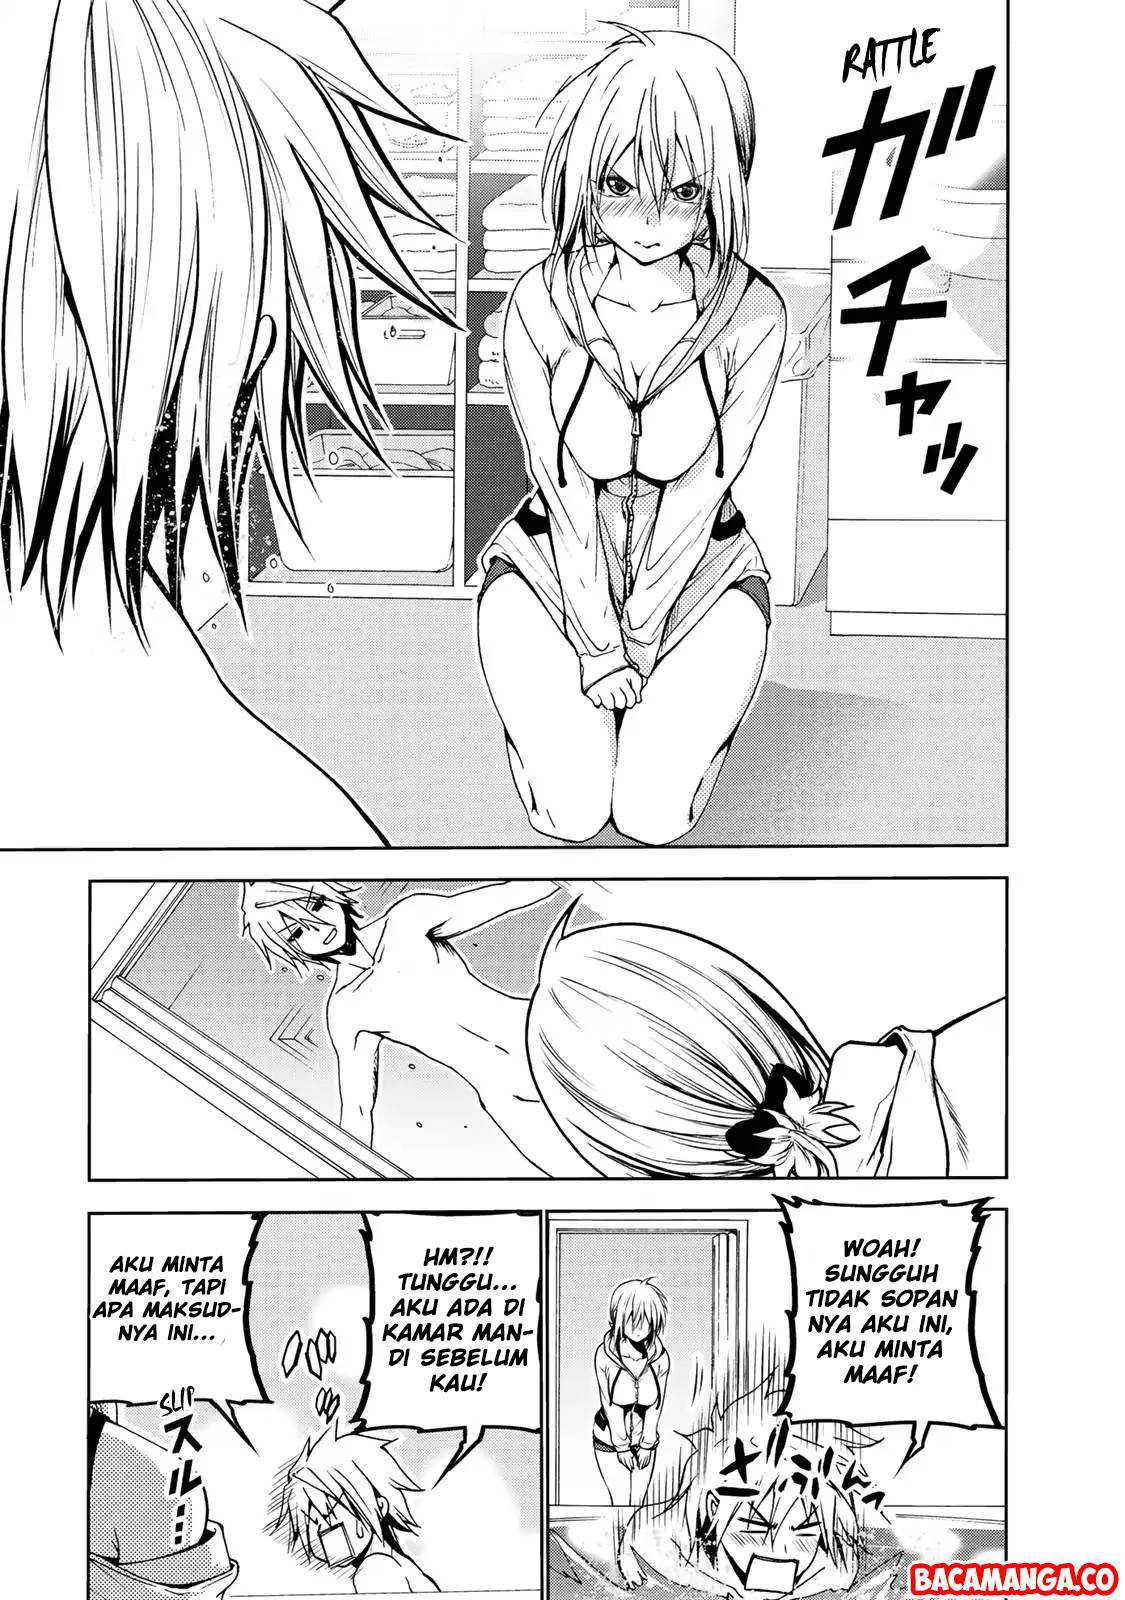 RATTLE
ガチャッ
WOAH!
SUNGGUH
TIDAK SOPAN
NYA AKU INI,
AKU MINTA
MAAF!
HM?!!
TUNGGU...
AKU ADA DI
KAMAR MAN-
DI SEBELUM
KAU!
AKU MINTA
MAAF, TAPI
APA MAKSUD-
NYA INI...
SLIP
スル...
BACAMANGA.CO